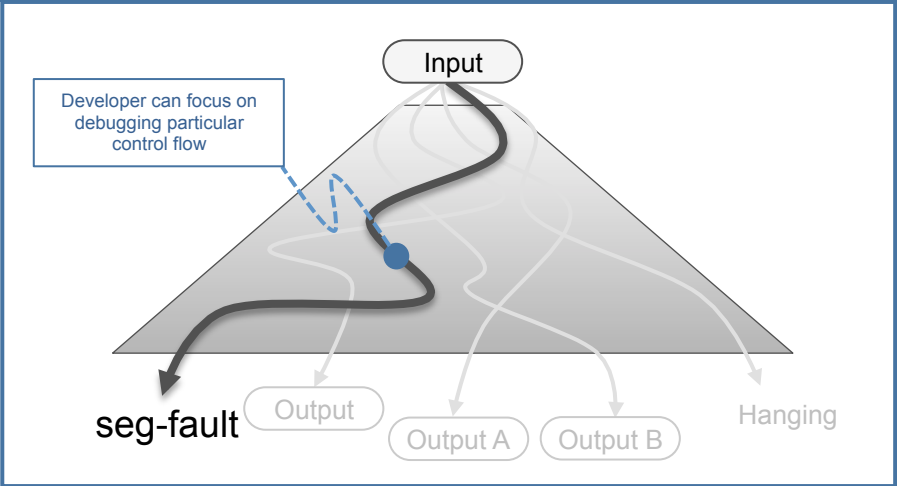 Input
Developer can focus on
debugging particular
control flow
seg-fault
Output
Output A
Output B
Hanging